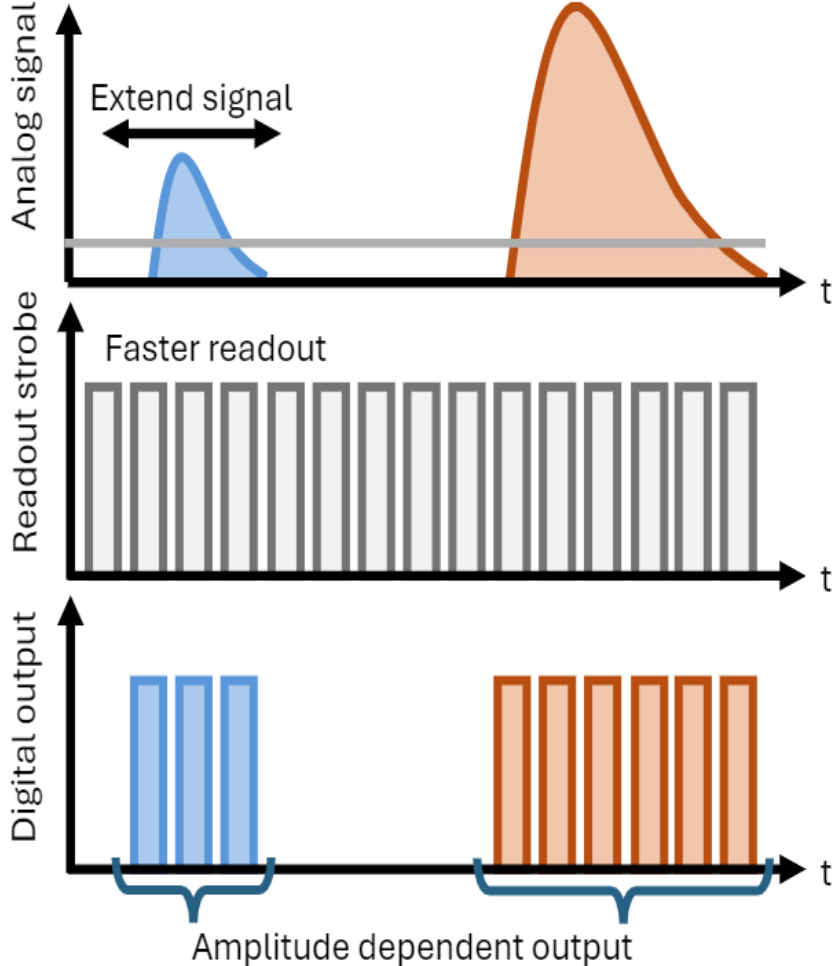 Analog signal
Extend signal
t
Readout strobe
Faster readout
t
Digital output
t
Amplitude dependent output